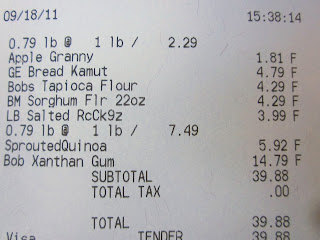 09/18/11 15:38:14
0.79 lb @ 1 lb / 2.29
Apple Granny 1.81 F
GE Bread Kamut 4.79 F
Bobs Tapioca Flour 4.29 F
BM Sorghum Flr 22oz 4.29 F
LB Salted RcCk9z 3.99 F
0.79 lb @ 1 lb / 7.49
SproutedQuinoa 5.92 F
Bob Xanthan Gum 14.79 F
SUBTOTAL 39.88
TOTAL TAX .00
TOTAL 39.88
Visa TENDER 39.88